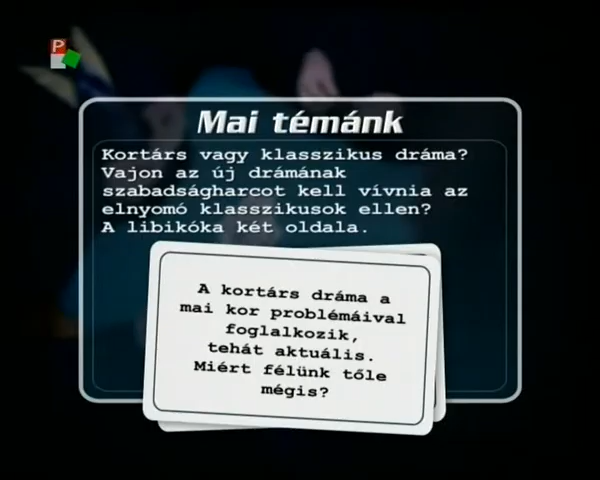 P
Mai témánk
Kortárs vagy klasszikus dráma?
Vajon az új drámának
szabadságharcot kell vívnia az
elnyomó klasszikusok ellen?
A libikóka két oldala.
A kortárs dráma a
mai kor problémáival
foglalkozik,
tehát aktuális.
Miért félünk tőle
mégis?